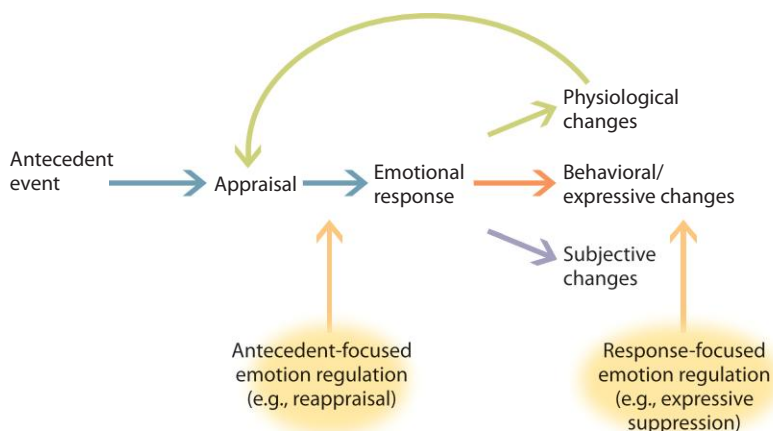 Physiological
changes
Antecedent
event
Appraisal
Emotional
response
Behavioral/
expressive changes
Subjective
changes
Antecedent-focused
emotion regulation
(e.g., reappraisal)
Response-focused
emotion regulation
(e.g., expressive
suppression)